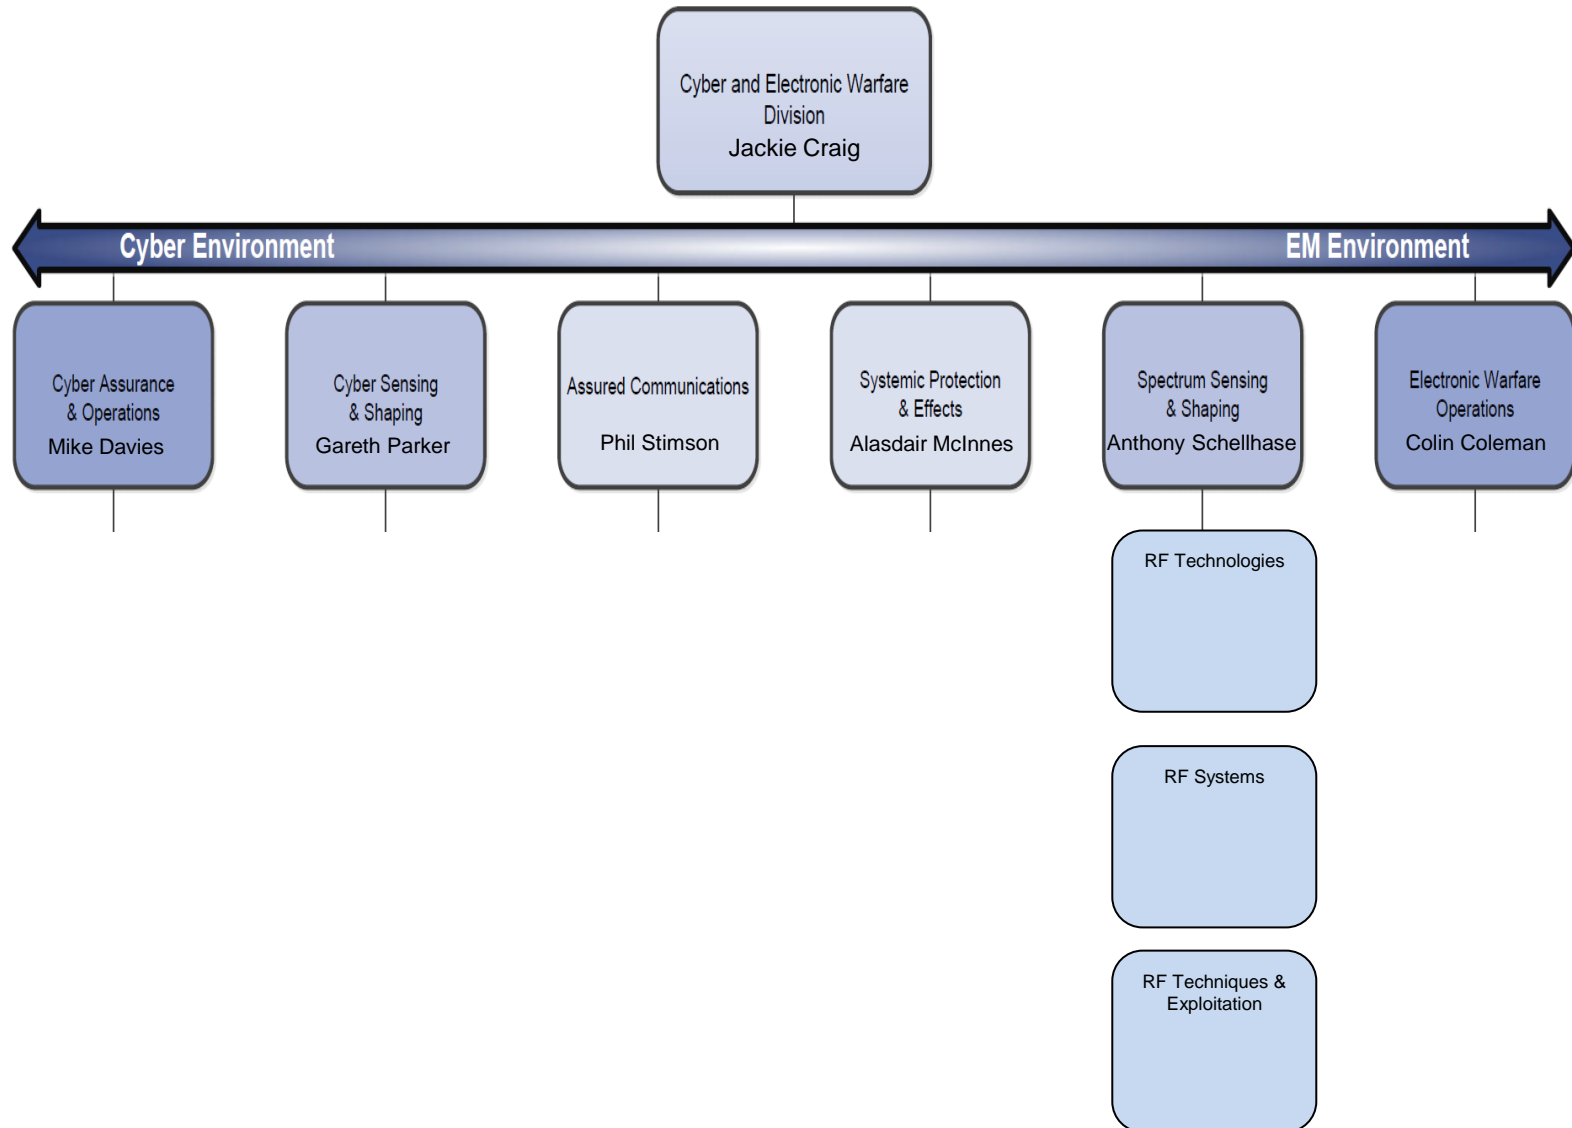 Cyber and Electronic Warfare
Division
Jackie Craig
Cyber Environment
EM Environment
Cyber Assurance
& Operations
Mike Davies
Cyber Sensing
& Shaping
Gareth Parker
Assured Communications
Phil Stimson
Systemic Protection
& Effects
Alasdair McInnes
Spectrum Sensing
& Shaping
Anthony Schellhase
Electronic Warfare
Operations
Colin Coleman
RF Technologies
RF Systems
RF Techniques &
Exploitation